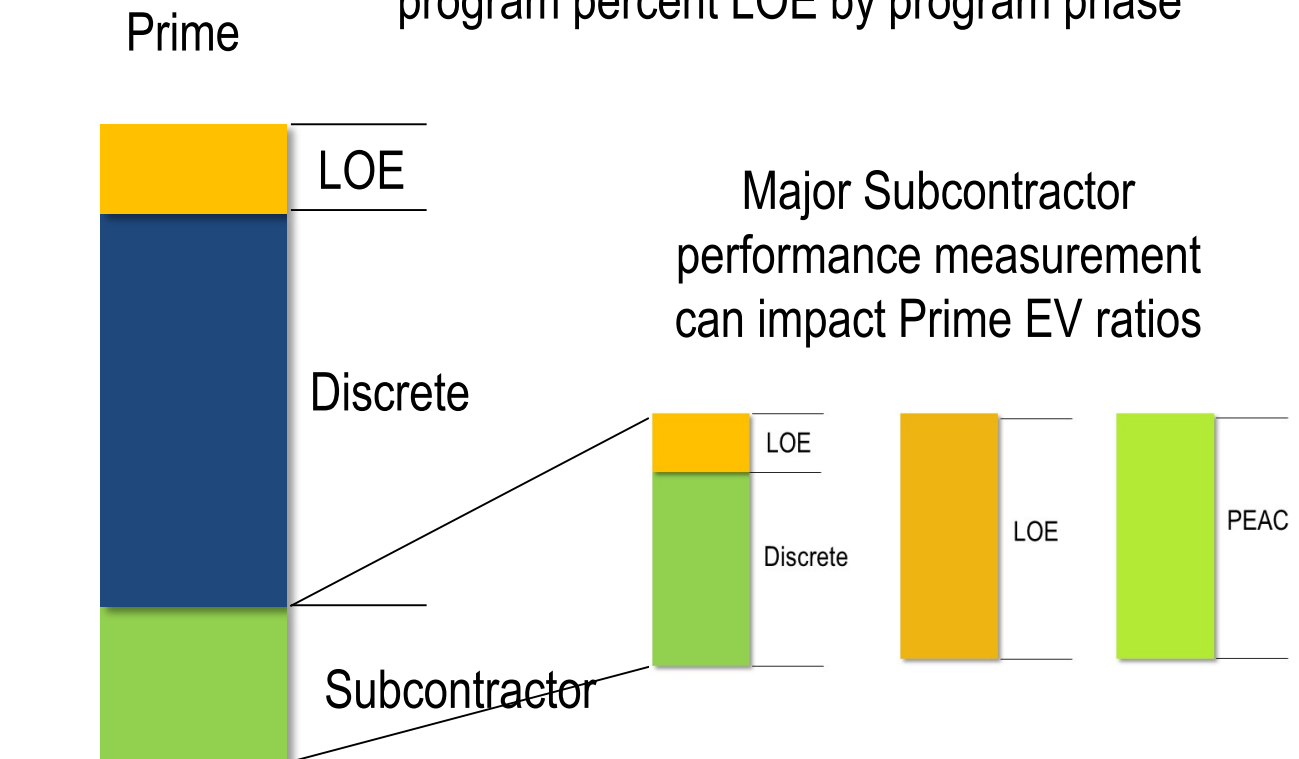 program percent LOE by program phase
Prime
LOE
Major Subcontractor
performance measurement
can impact Prime EV ratios
Discrete
LOE
PEAC
LOE
Discrete
Subcontractor